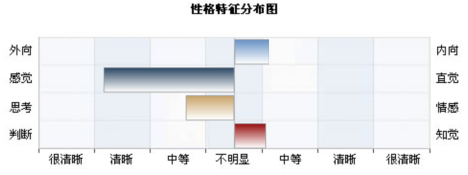 性格特征分布图
外向 内向
感觉 直觉
思考 情感
判断 知觉
很清晰 清晰 中等 不明显 中等 清晰 很清晰